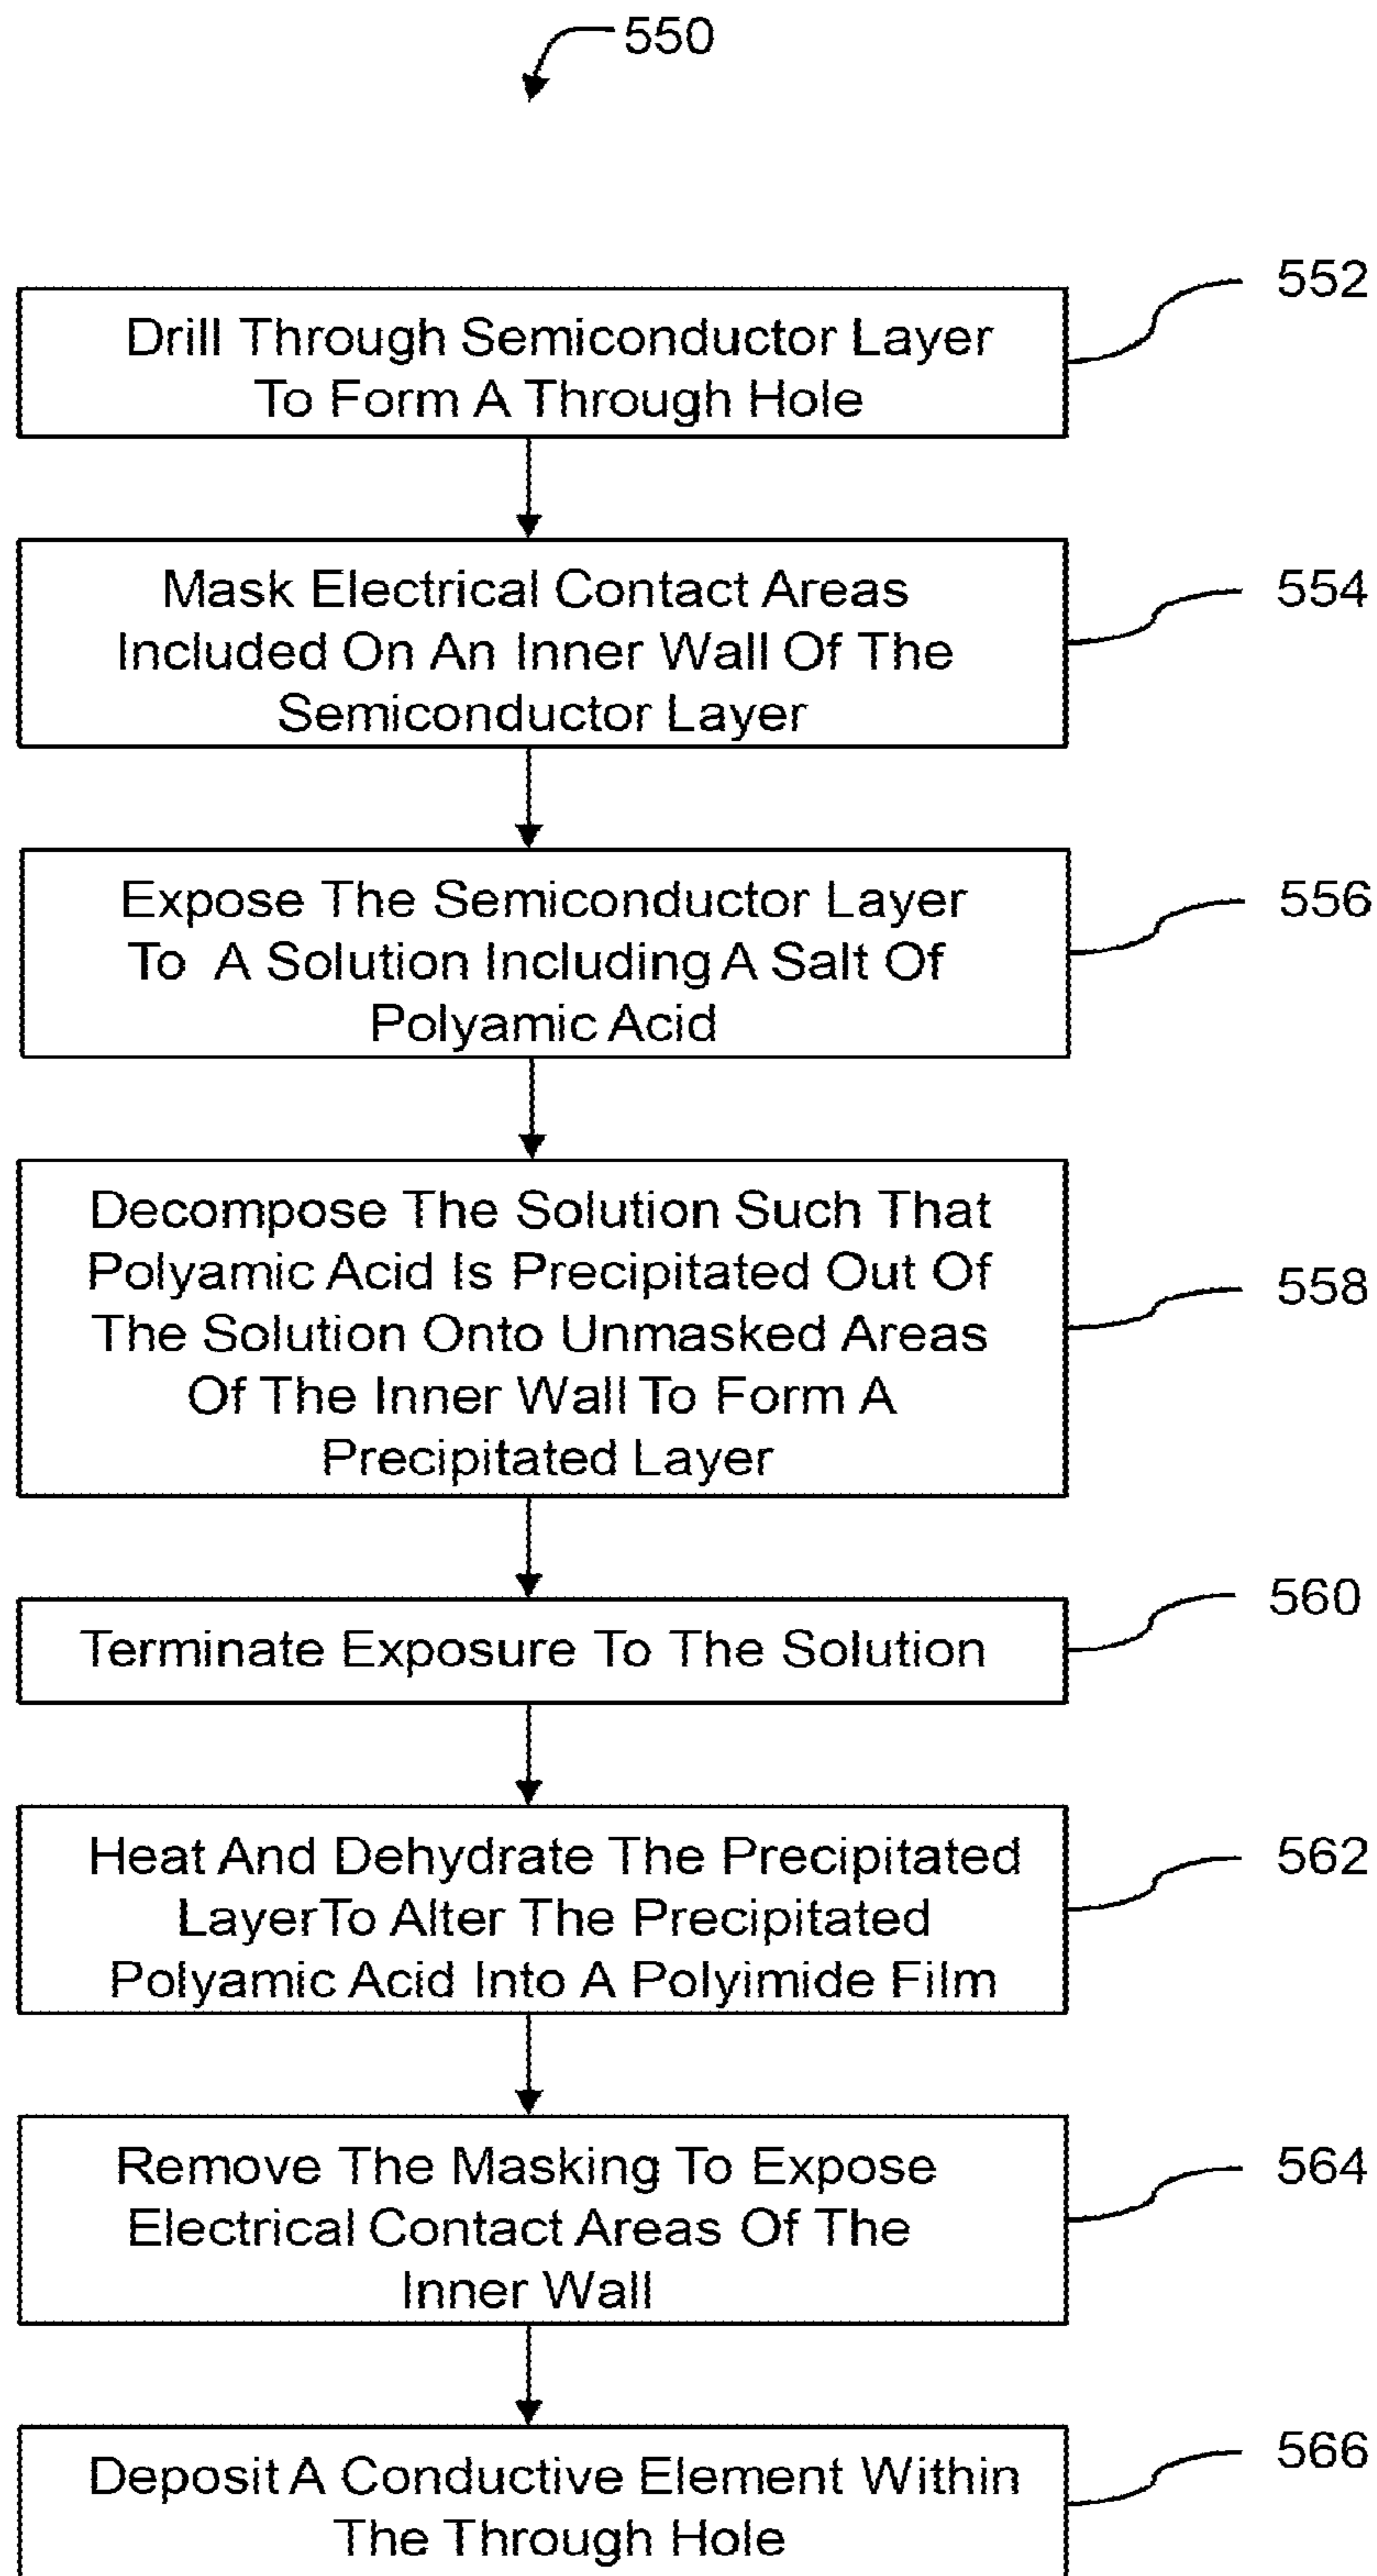 550
552
Drill Through Semiconductor Layer
To Form A Through Hole
554
Mask Electrical Contact Areas
Included On An Inner Wall Of The
Semiconductor Layer
556
Expose The Semiconductor Layer
To A Solution Including A Salt Of
Polyamic Acid
558
Decompose The Solution Such That
Polyamic Acid Is Precipitated Out Of
The Solution Onto Unmasked Areas
Of The Inner Wall To Form A
Precipitated Layer
560
Terminate Exposure To The Solution
562
Heat And Dehydrate The Precipitated
LayerTo Alter The Precipitated
Polyamic Acid Into A Polyimide Film
564
Remove The Masking To Expose
Electrical Contact Areas Of The
Inner Wall
566
Deposit A Conductive Element Within
The Through Hole